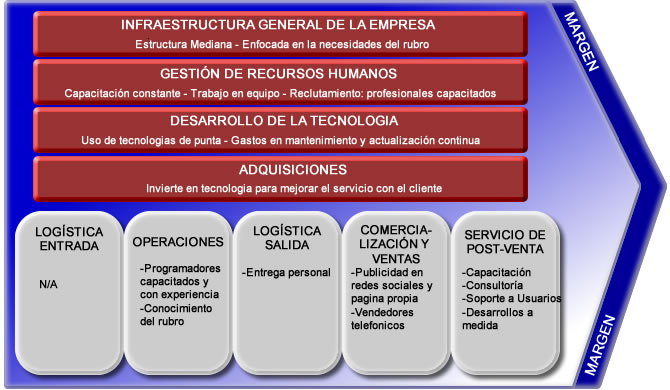 INFRAESTRUCTURA GENERAL DE LA EMPRESA
Estructura Mediana - Enfocada en la necesidades del rubro
GESTIÓN DE RECURSOS HUMANOS
Capacitación constante - Trabajo en equipo - Reclutamiento: profesionales capacitados
DESARROLLO DE LA TECNOLOGIA
Uso de tecnologias de punta - Gastos en mantenimiento y actualización continua
ADQUISICIONES
Invierte en tecnologia para mejorar el servicio con el cliente
MARGEN
LOGÍSTICA
ENTRADA
N/A
OPERACIONES
-Programadores
capacitados y
con experiencia
-Conocimiento
del rubro
LOGÍSTICA
SALIDA
-Entrega personal
COMERCIA-
LIZACIÓN Y
VENTAS
-Publicidad en
redes sociales y
pagina propia
-Vendedores
telefonicos
SERVICIO DE
POST-VENTA
-Capacitación
-Consultoría
-Soporte a Usuarios
-Desarrollos a
medida
MARGEN